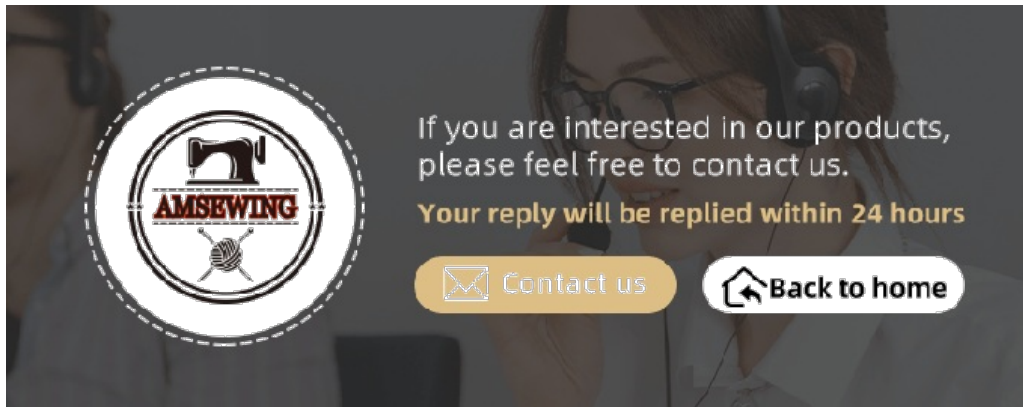 AMSEWING
If you are interested in our products,
please feel free to contact us.
Your reply will be replied within 24 hours
Contact us
Back to home